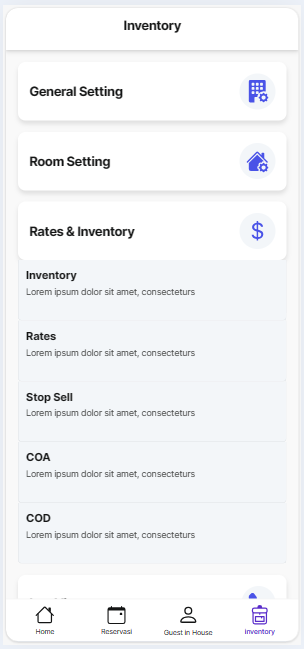 Inventory
General Setting
Room Setting
Rates & Inventory
Inventory
Lorem ipsum dolor sit amet, consecteturs
Rates
Lorem ipsum dolor sit amet, consecteturs
Stop Sell
Lorem ipsum dolor sit amet, consecteturs
COA
Lorem ipsum dolor sit amet, consecteturs
COD
Lorem ipsum dolor sit amet, consecteturs
Home
Reservasi
Guest in House
Inventory